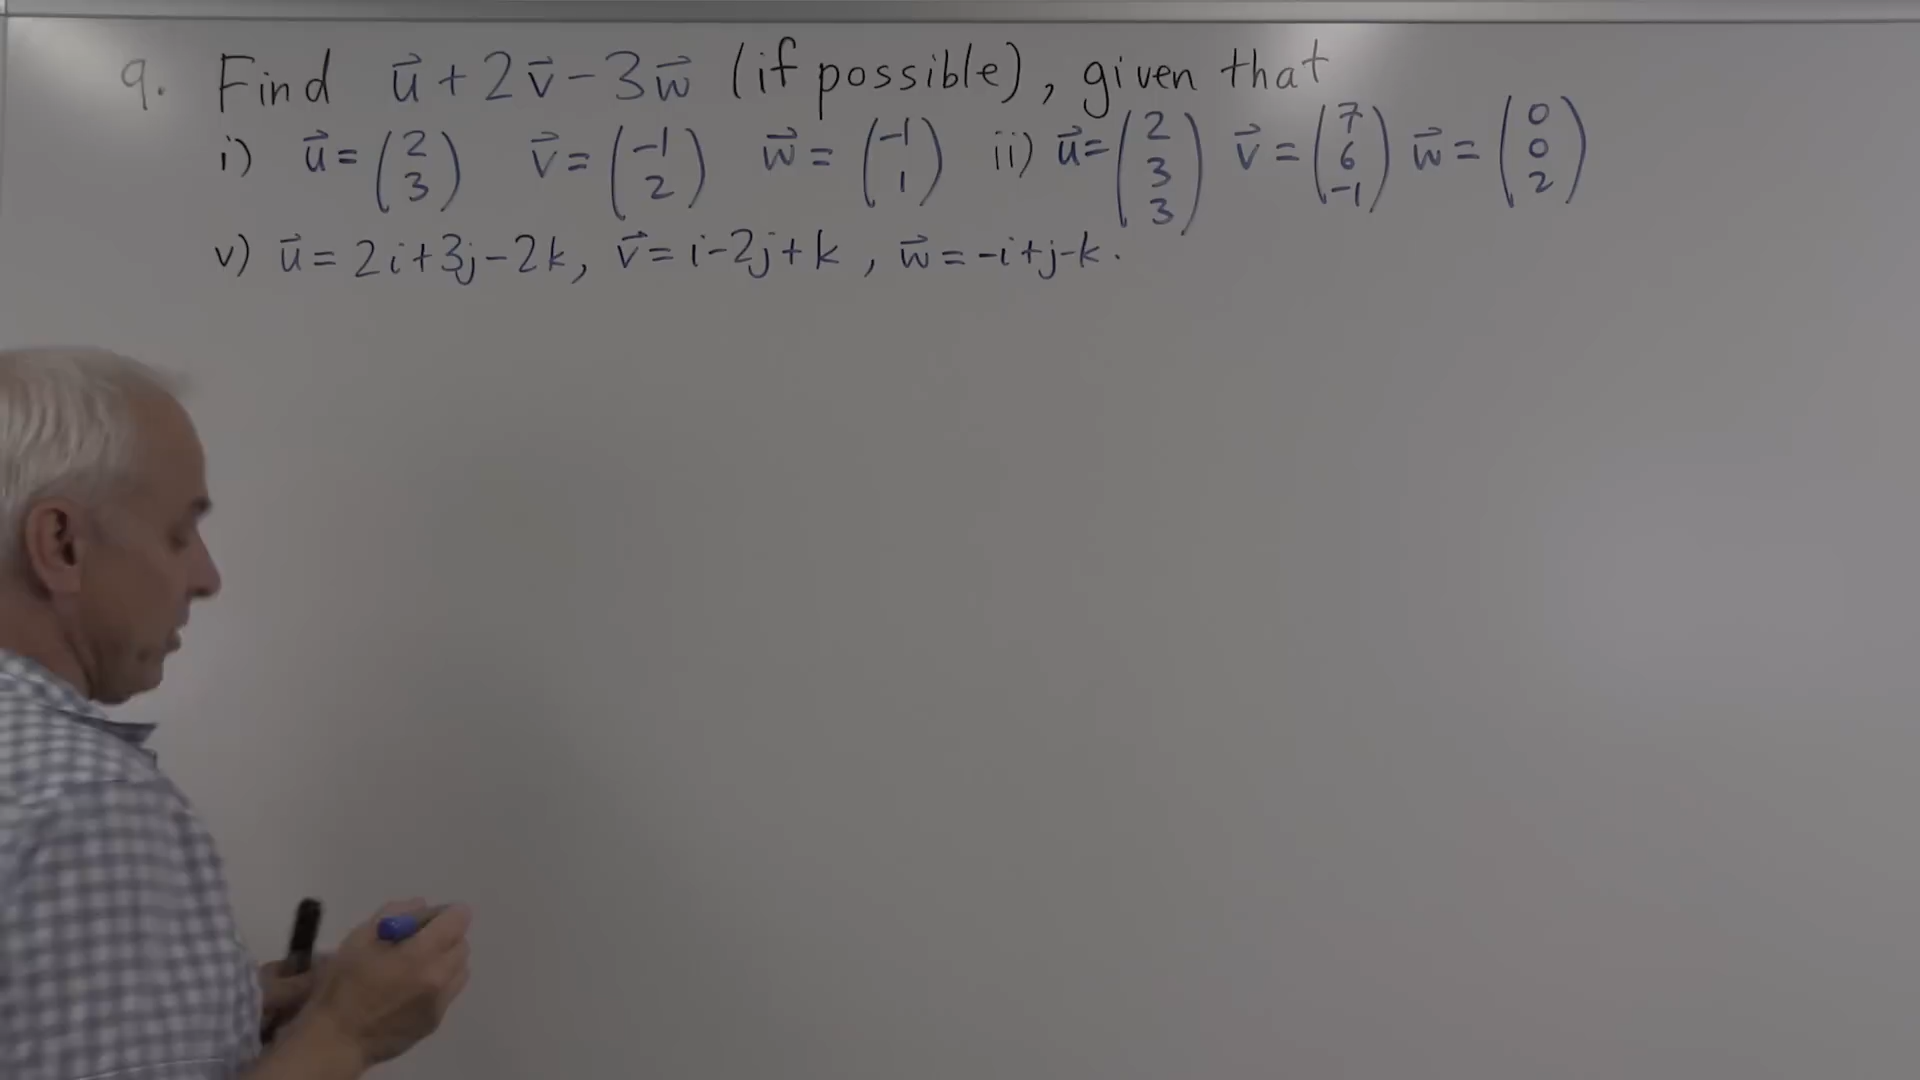 9. Find u⃗ + 2v⃗ - 3w⃗ (if possible), given that
i) u⃗ = (2 3) v⃗ = (-1 2) w⃗ = (-1 1) ii) u⃗ = (2 3 3) v⃗ = (7 6 -1) w⃗ = (0 0 2)
v) u⃗ = 2i+3j-2k, v⃗ = i-2j+k, w⃗ = -i+j-k.